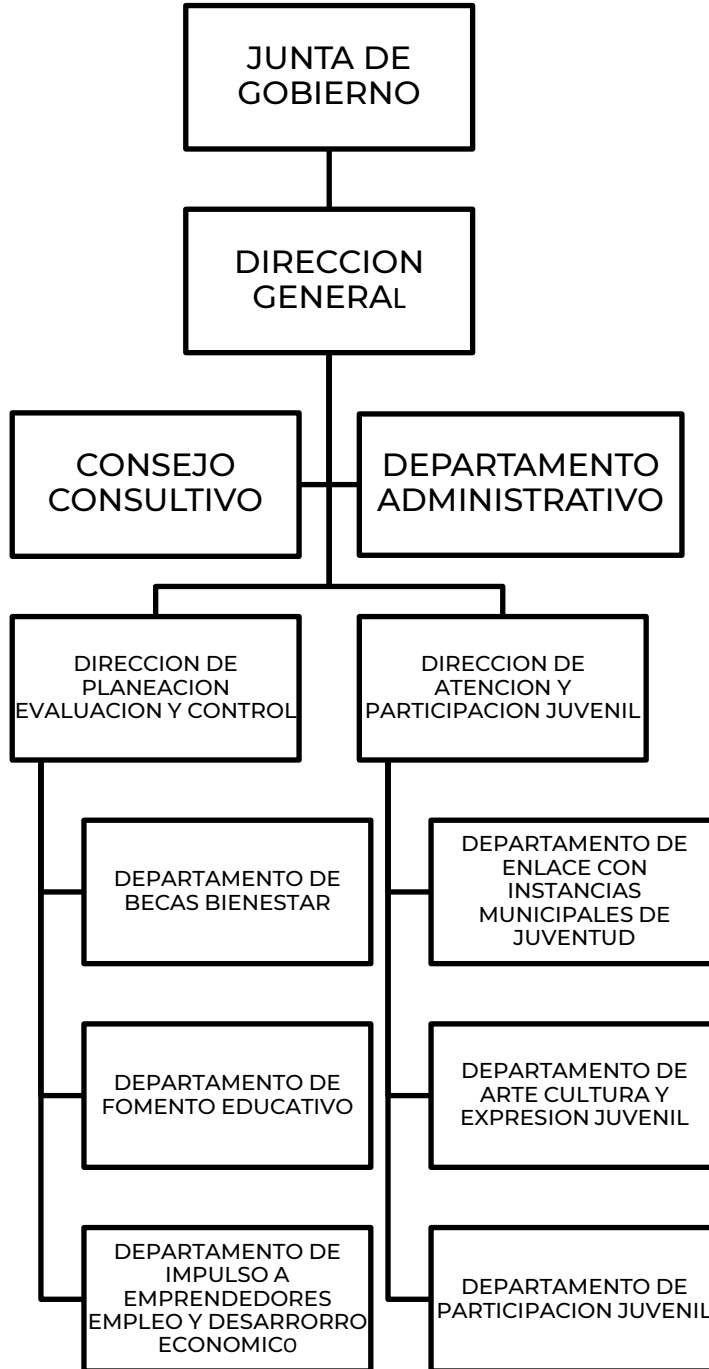 JUNTA DE
GOBIERNO
DIRECCION
GENERAL
CONSEJO
CONSULTIVO
DEPARTAMENTO
ADMINISTRATIVO
DIRECCION DE
PLANEACION
EVALUACION Y CONTROL
DIRECCION DE
ATENCION Y
PARTICIPACION JUVENIL
DEPARTAMENTO DE
BECAS BIENESTAR
DEPARTAMENTO DE
ENLACE CON
INSTANCIAS
MUNICIPALES DE
JUVENTUD
DEPARTAMENTO DE
FOMENTO EDUCATIVO
DEPARTAMENTO DE
ARTE CULTURA Y
EXPRESION JUVENIL
DEPARTAMENTO DE
IMPULSO A
EMPRENDEDORES
EMPLEO Y DESARRORRO
ECONOMIC0
DEPARTAMENTO DE
PARTICIPACION JUVENIL